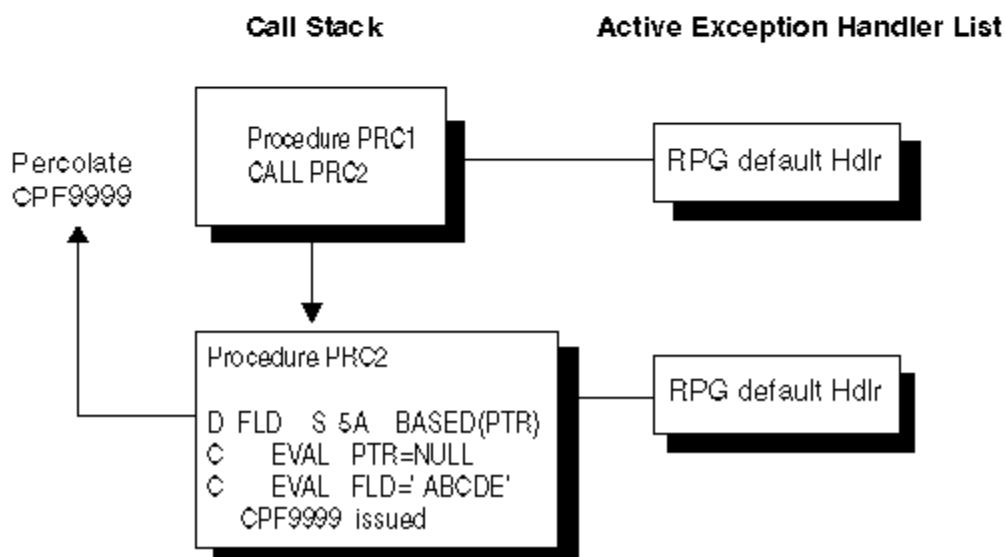 Call Stack
Active Exception Handler List
Procedure PRC1
CALL PRC2
RPG default Hdlr
Percolate
CPF9999
Procedure PRC2
D FLD S 5A BASED(PTR)
C EVAL PTR=NULL
C EVAL FLD=' ABCDE'
CPF9999 issued
RPG default Hdlr